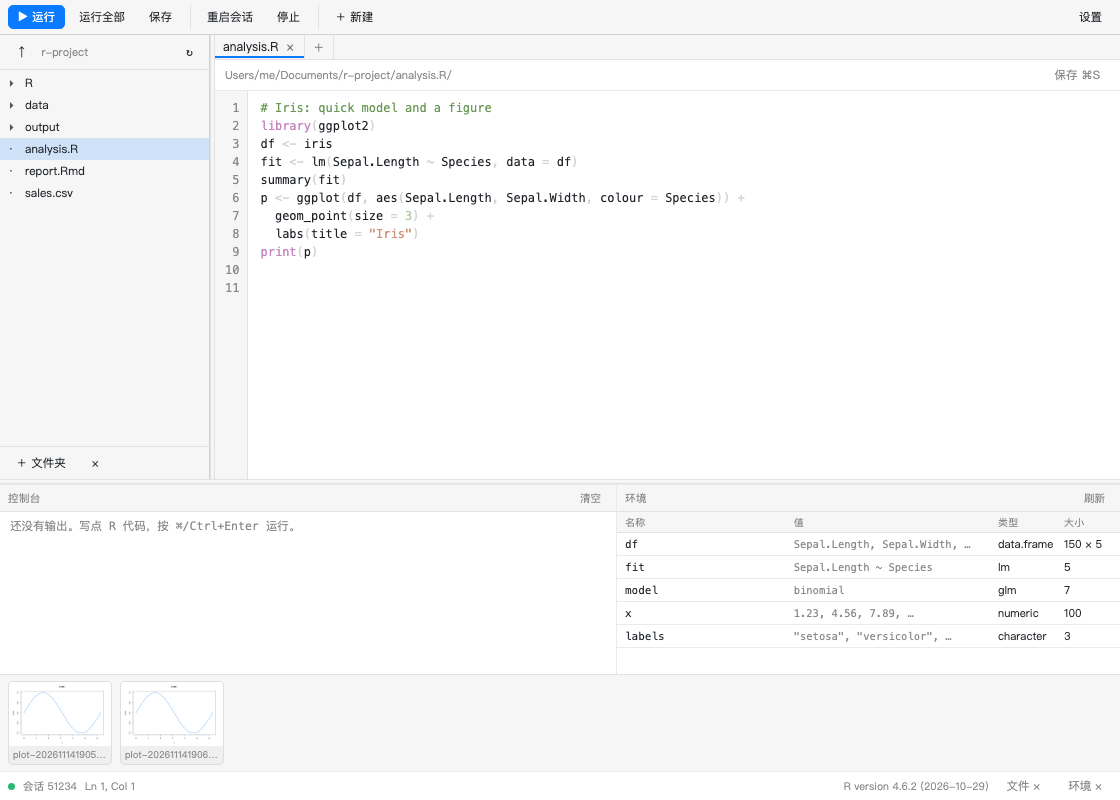 ▶ 运行 运行全部 保存 重启会话 停止 + 新建 设置
↑ r-project ↻
analysis.R × +
Users/me/Documents/r-project/analysis.R/ 保存 ⌘S
▸ R
▸ data
▸ output
· analysis.R
· report.Rmd
· sales.csv
+ 文件夹 ×
1 # Iris: quick model and a figure
2 library(ggplot2)
3 df <- iris
4 fit <- lm(Sepal.Length ~ Species, data = df)
5 summary(fit)
6 p <- ggplot(df, aes(Sepal.Length, Sepal.Width, colour = Species)) +
7 geom_point(size = 3) +
8 labs(title = "Iris")
9 print(p)
10
11
控制台 清空
还没有输出。写点 R 代码，按 ⌘/Ctrl+Enter 运行。
环境 刷新
名称 值 类型 大小
df Sepal.Length, Sepal.Width, … data.frame 150 × 5
fit Sepal.Length ~ Species lm 5
model binomial glm 7
x 1.23, 4.56, 7.89, … numeric 100
labels "setosa", "versicolor", … character 3
plot-202611141905... plot-202611141906...
会话 51234 Ln 1, Col 1 R version 4.6.2 (2026-10-29) 文件 × 环境 ×